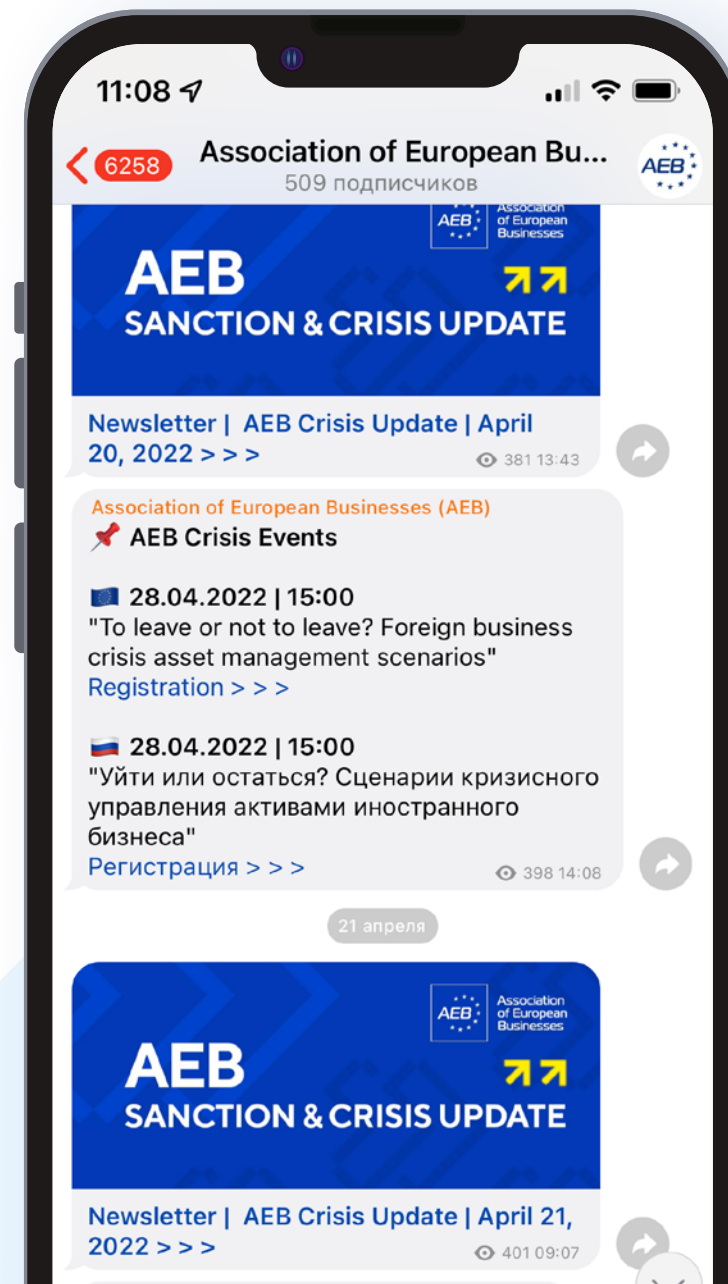 11:08
6258
Association of European Bu...
509 подписчиков
AEB
Association
of European
Businesses
AEB
SANCTION & CRISIS UPDATE
Newsletter | AEB Crisis Update | April
20, 2022 > > >
381 13:43
Association of European Businesses (AEB)
AEB Crisis Events
28.04.2022 | 15:00
"To leave or not to leave? Foreign business
crisis asset management scenarios"
Registration > > >
28.04.2022 | 15:00
"Уйти или остаться? Сценарии кризисного
управления активами иностранного
бизнеса"
Регистрация > > >
398 14:08
21 апреля
AEB
Association
of European
Businesses
AEB
SANCTION & CRISIS UPDATE
Newsletter | AEB Crisis Update | April 21,
2022 > > >
401 09:07